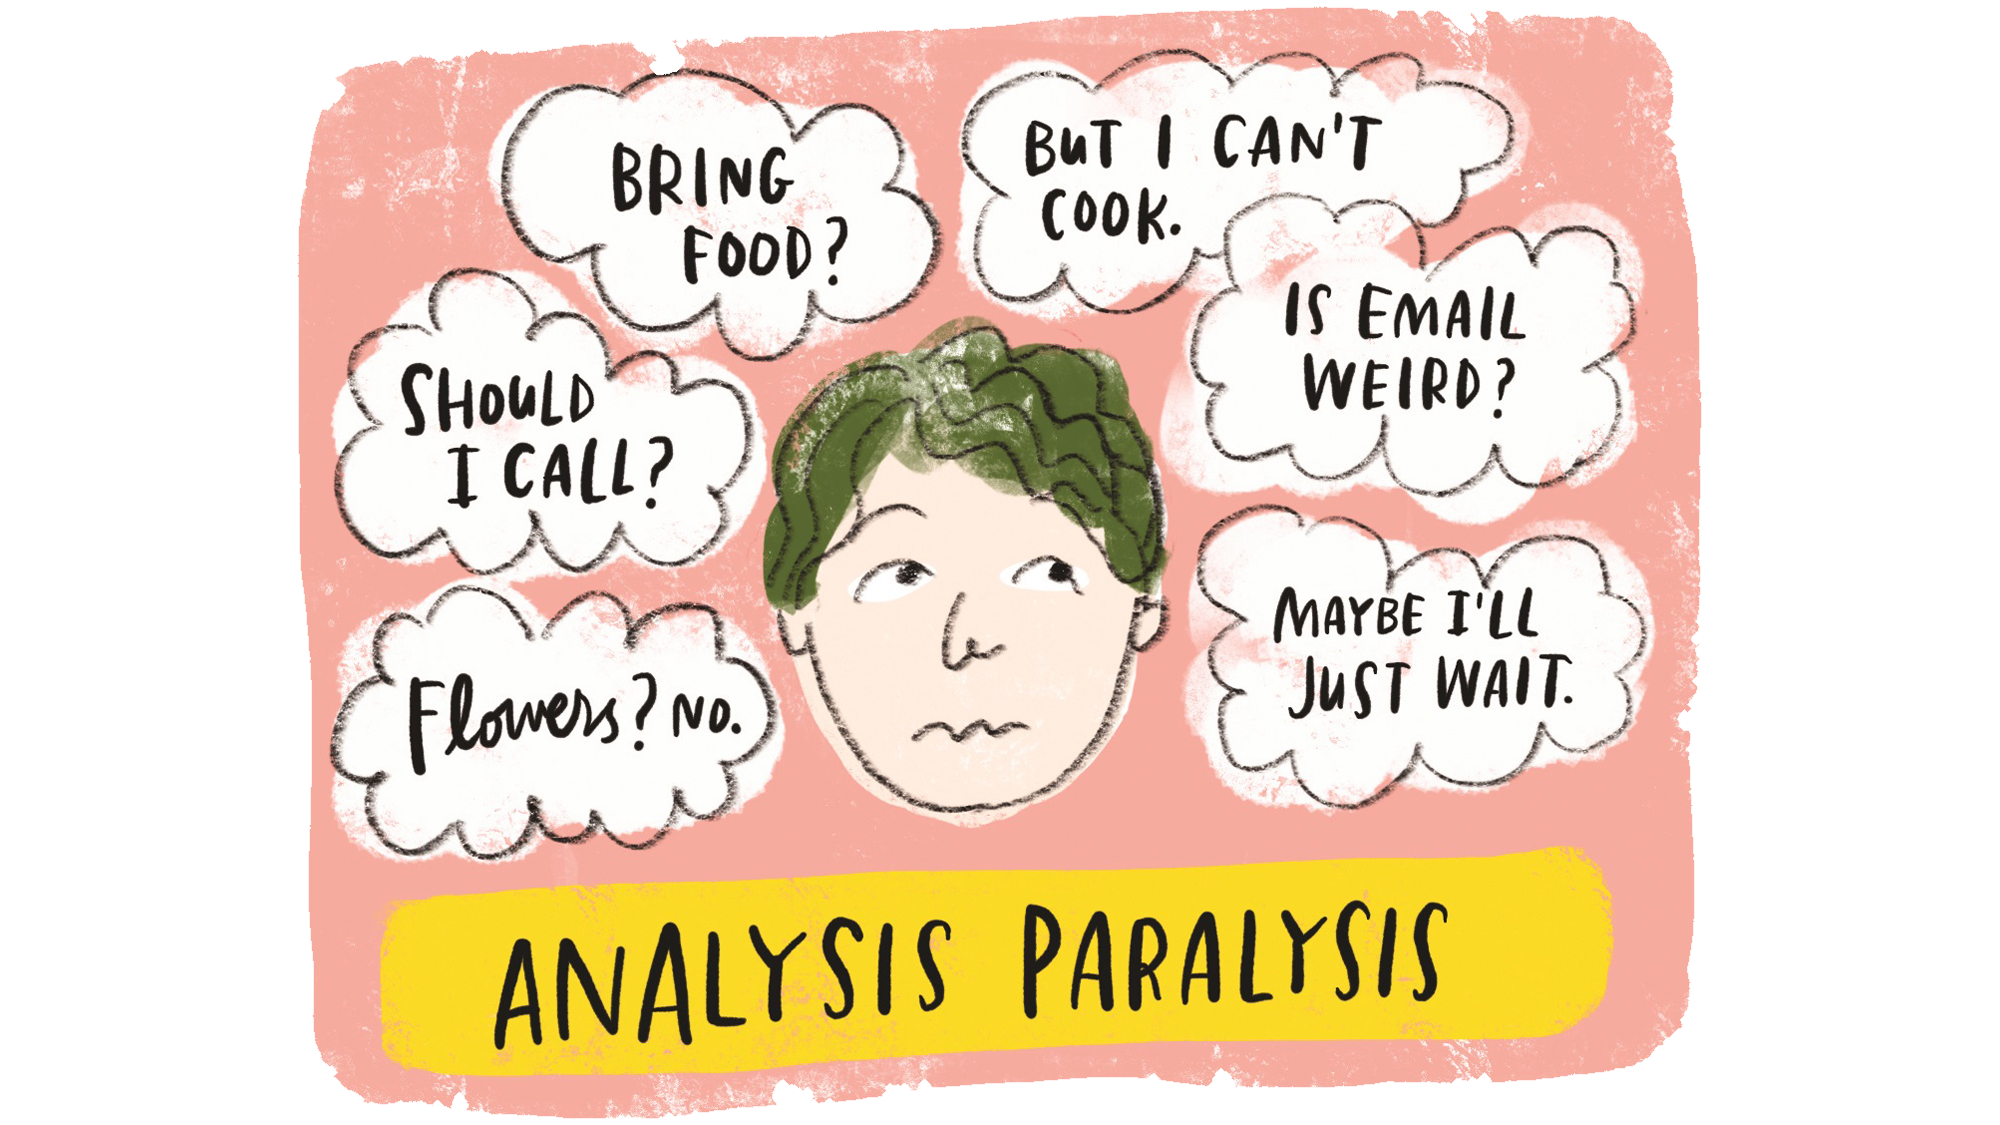 BRING
FOOD?
BUT I CAN'T
COOK.
SHOULD
I CALL?
IS EMAIL
WEIRD?
Flowers? NO.
MAYBE I'LL
JUST WAIT.
ANALYSIS PARALYSIS